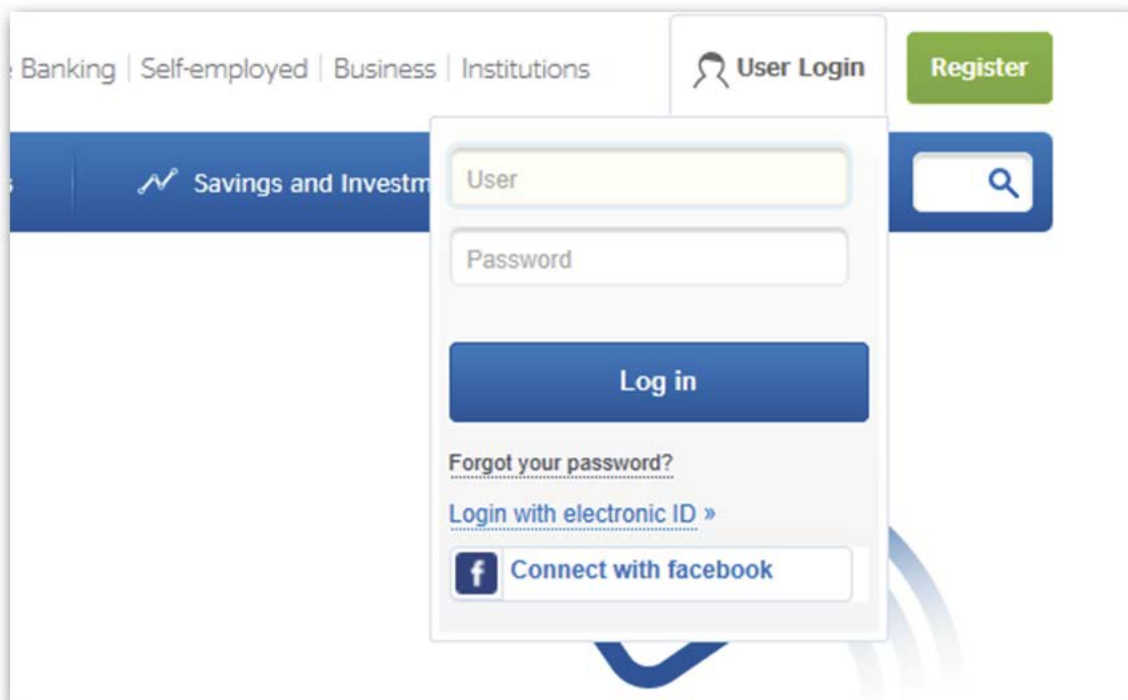 Banking | Self-employed | Business | Institutions
User Login
Register
Savings and Investm
User
Password
Log in
Forgot your password?
Login with electronic ID »
f Connect with facebook